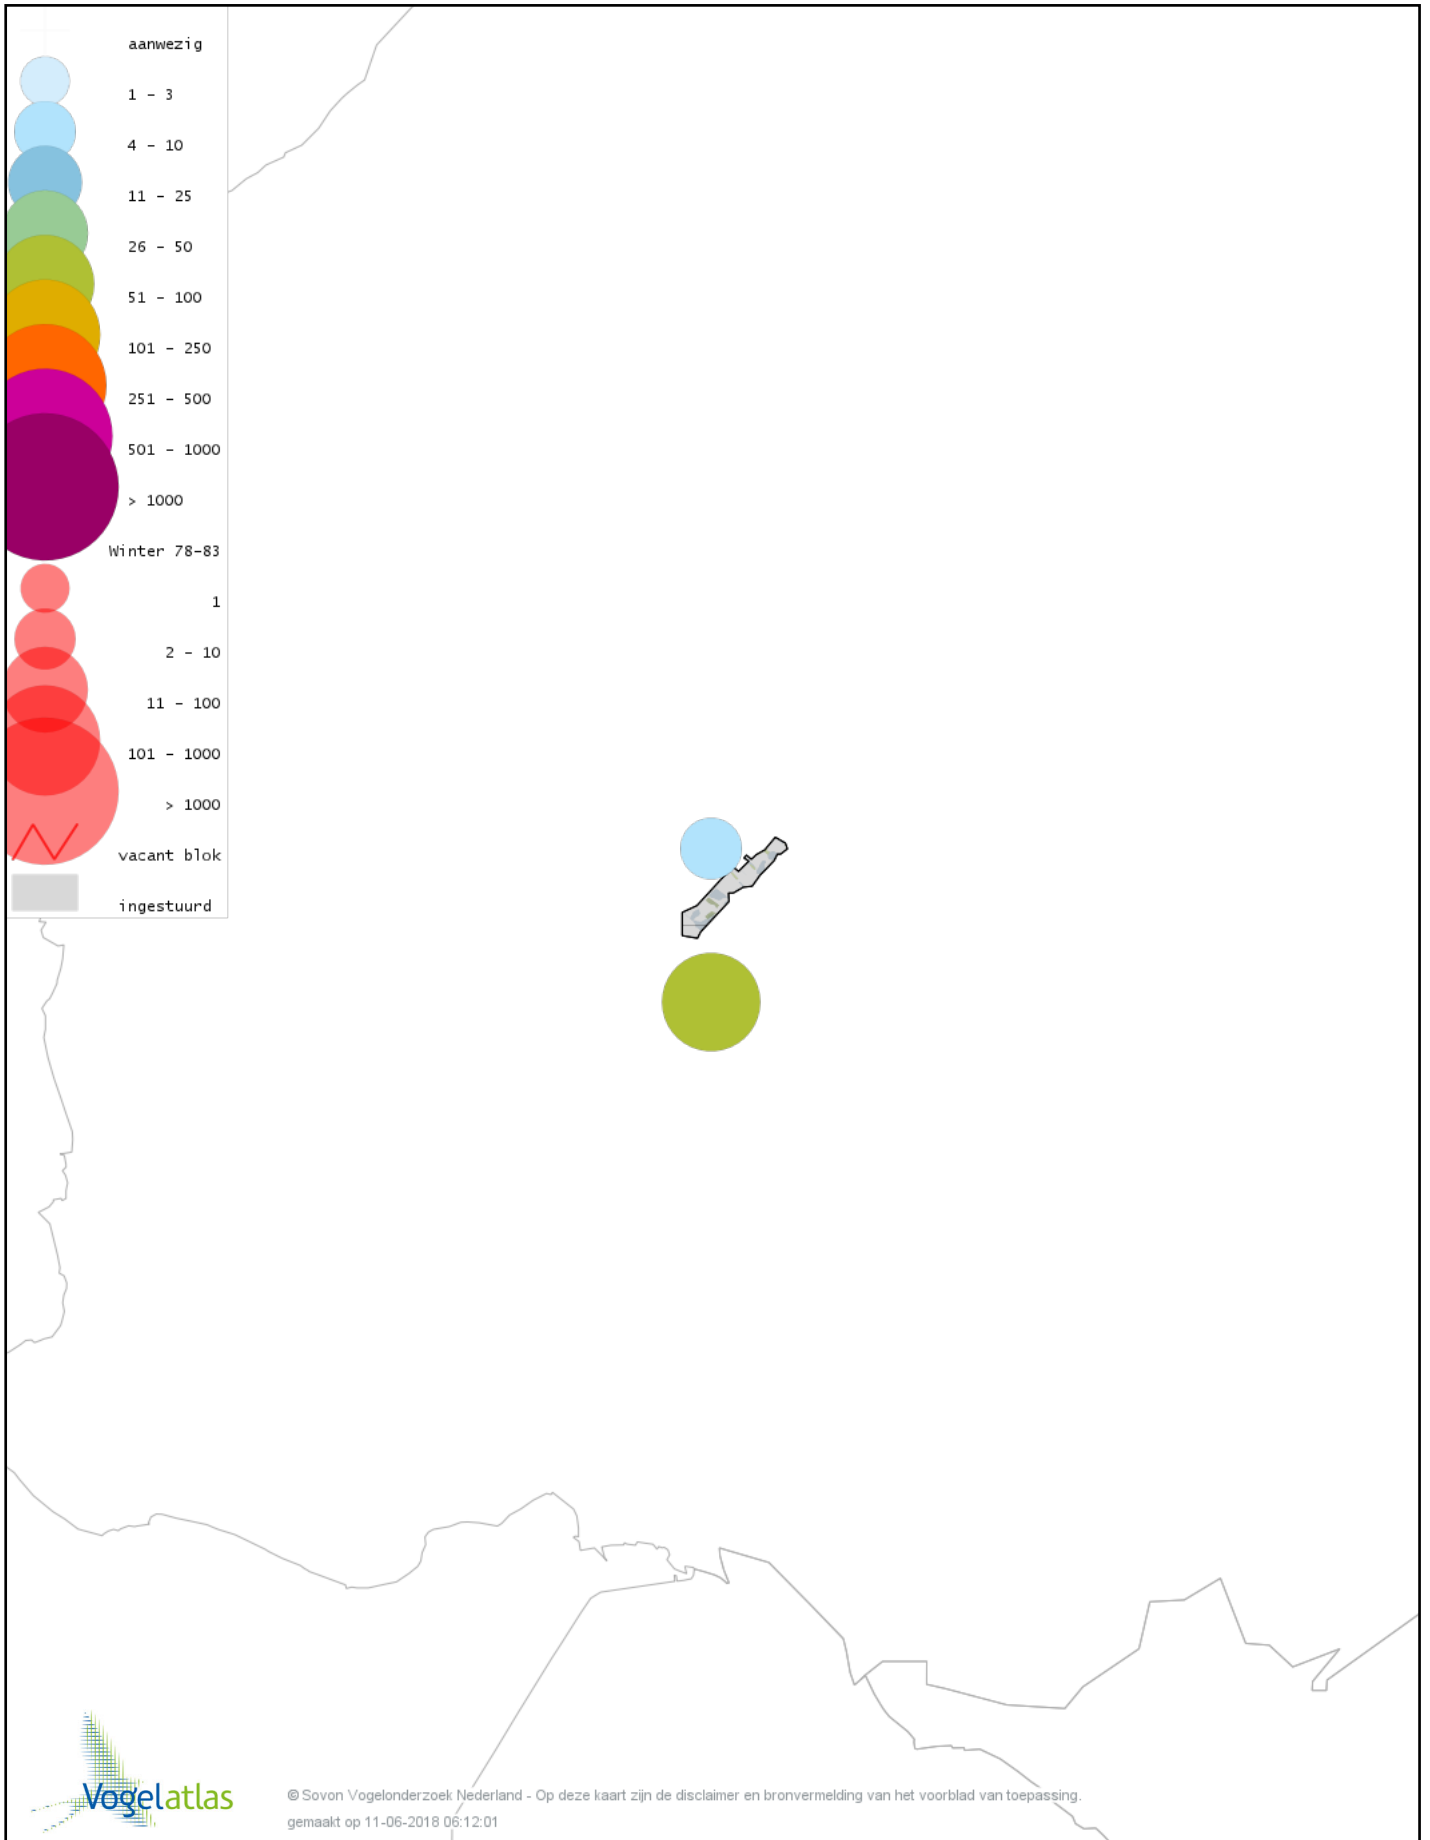 aanwezig
1 - 3
4 - 10
11 - 25
26 - 50
51 - 100
101 - 250
251 - 500
501 - 1000
> 1000
Winter 78-83
1
2 - 10
11 - 100
101 - 1000
> 1000
vacant blok
ingestuurd
Vogelatlas
© Sovon Vogelonderzoek Nederland - Op deze kaart zijn de disclaimer en bronvermelding van het voorblad van toepassing.
gemaakt op 11-06-2018 06:12:01